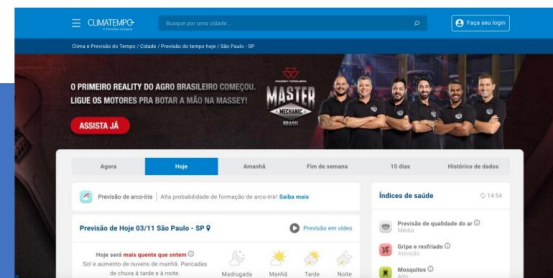 CLIMATEMPO
Busque por uma cidade...
Faça seu login
Clima e Previsão do Tempo / Cidade / Previsão do tempo hoje / São Paulo - SP
O PRIMEIRO REALITY DO AGRO BRASILEIRO COMEÇOU.
LIGUE OS MOTORES PRA BOTAR A MÃO NA MASSEY!
ASSISTA JÁ
MASSEY FERGUSON
MASTER
MECHANIC
BRASIL
Agora
Hoje
Amanhã
Fim de semana
15 dias
Histórico de dados
Previsão de arco-íris
Alta probabilidade de formação de arco-íris! Saiba mais
Previsão de Hoje 03/11 São Paulo - SP
Previsão em vídeo
Hoje será mais quente que ontem
Sol e aumento de nuvens de manhã. Pancadas
de chuva à tarde e à noite.
Madrugada
Manhã
Tarde
Noite
Índices de saúde
14:54
Previsão de qualidade do ar
Média
Gripe e resfriado
Atenção
Mosquitos
Alta